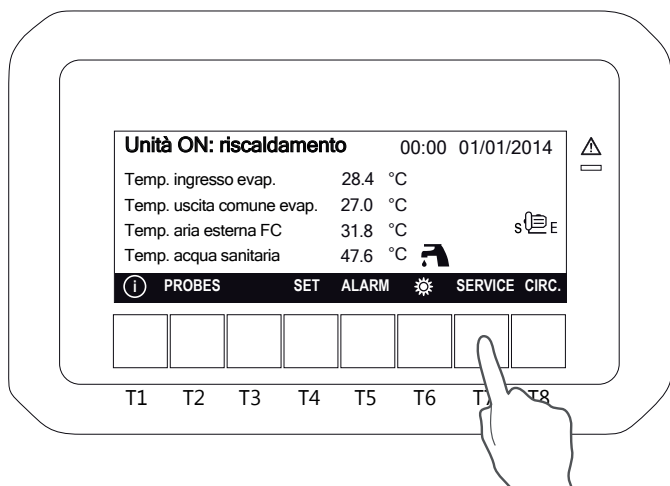 Unità ON: riscaldamento 00:00 01/01/2014
Temp. ingresso evap. 28.4 °C
Temp. uscita comune evap. 27.0 °C
Temp. aria esterna FC 31.8 °C
S E
Temp. acqua sanitaria 47.6 °C
i PROBES SET ALARM SERVICE CIRC.
T1 T2 T3 T4 T5 T6 T7 T8